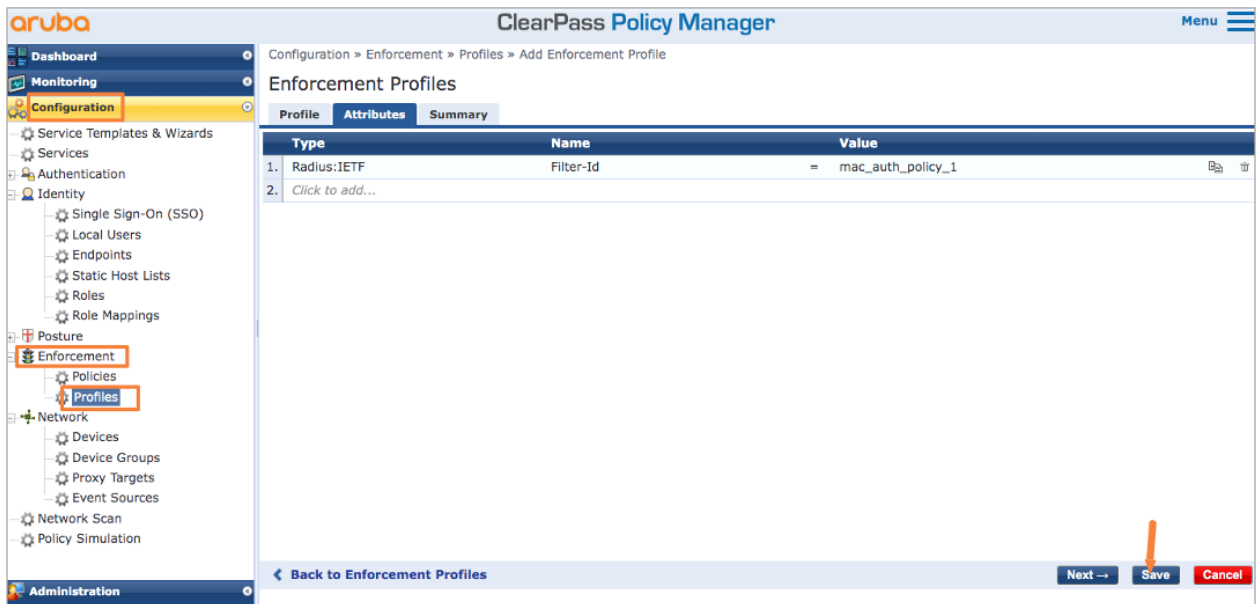 aruba
ClearPass Policy Manager
Menu
Dashboard
Monitoring
Configuration
Service Templates & Wizards
Services
Authentication
Identity
Single Sign-On (SSO)
Local Users
Endpoints
Static Host Lists
Roles
Role Mappings
Posture
Enforcement
Policies
Profiles
Network
Devices
Device Groups
Proxy Targets
Event Sources
Network Scan
Policy Simulation
Administration
Configuration » Enforcement » Profiles » Add Enforcement Profile
Enforcement Profiles
Profile Attributes Summary
Type Name Value
1. Radius:IETF Filter-Id = mac_auth_policy_1
2. Click to add...
Back to Enforcement Profiles Next → Save Cancel